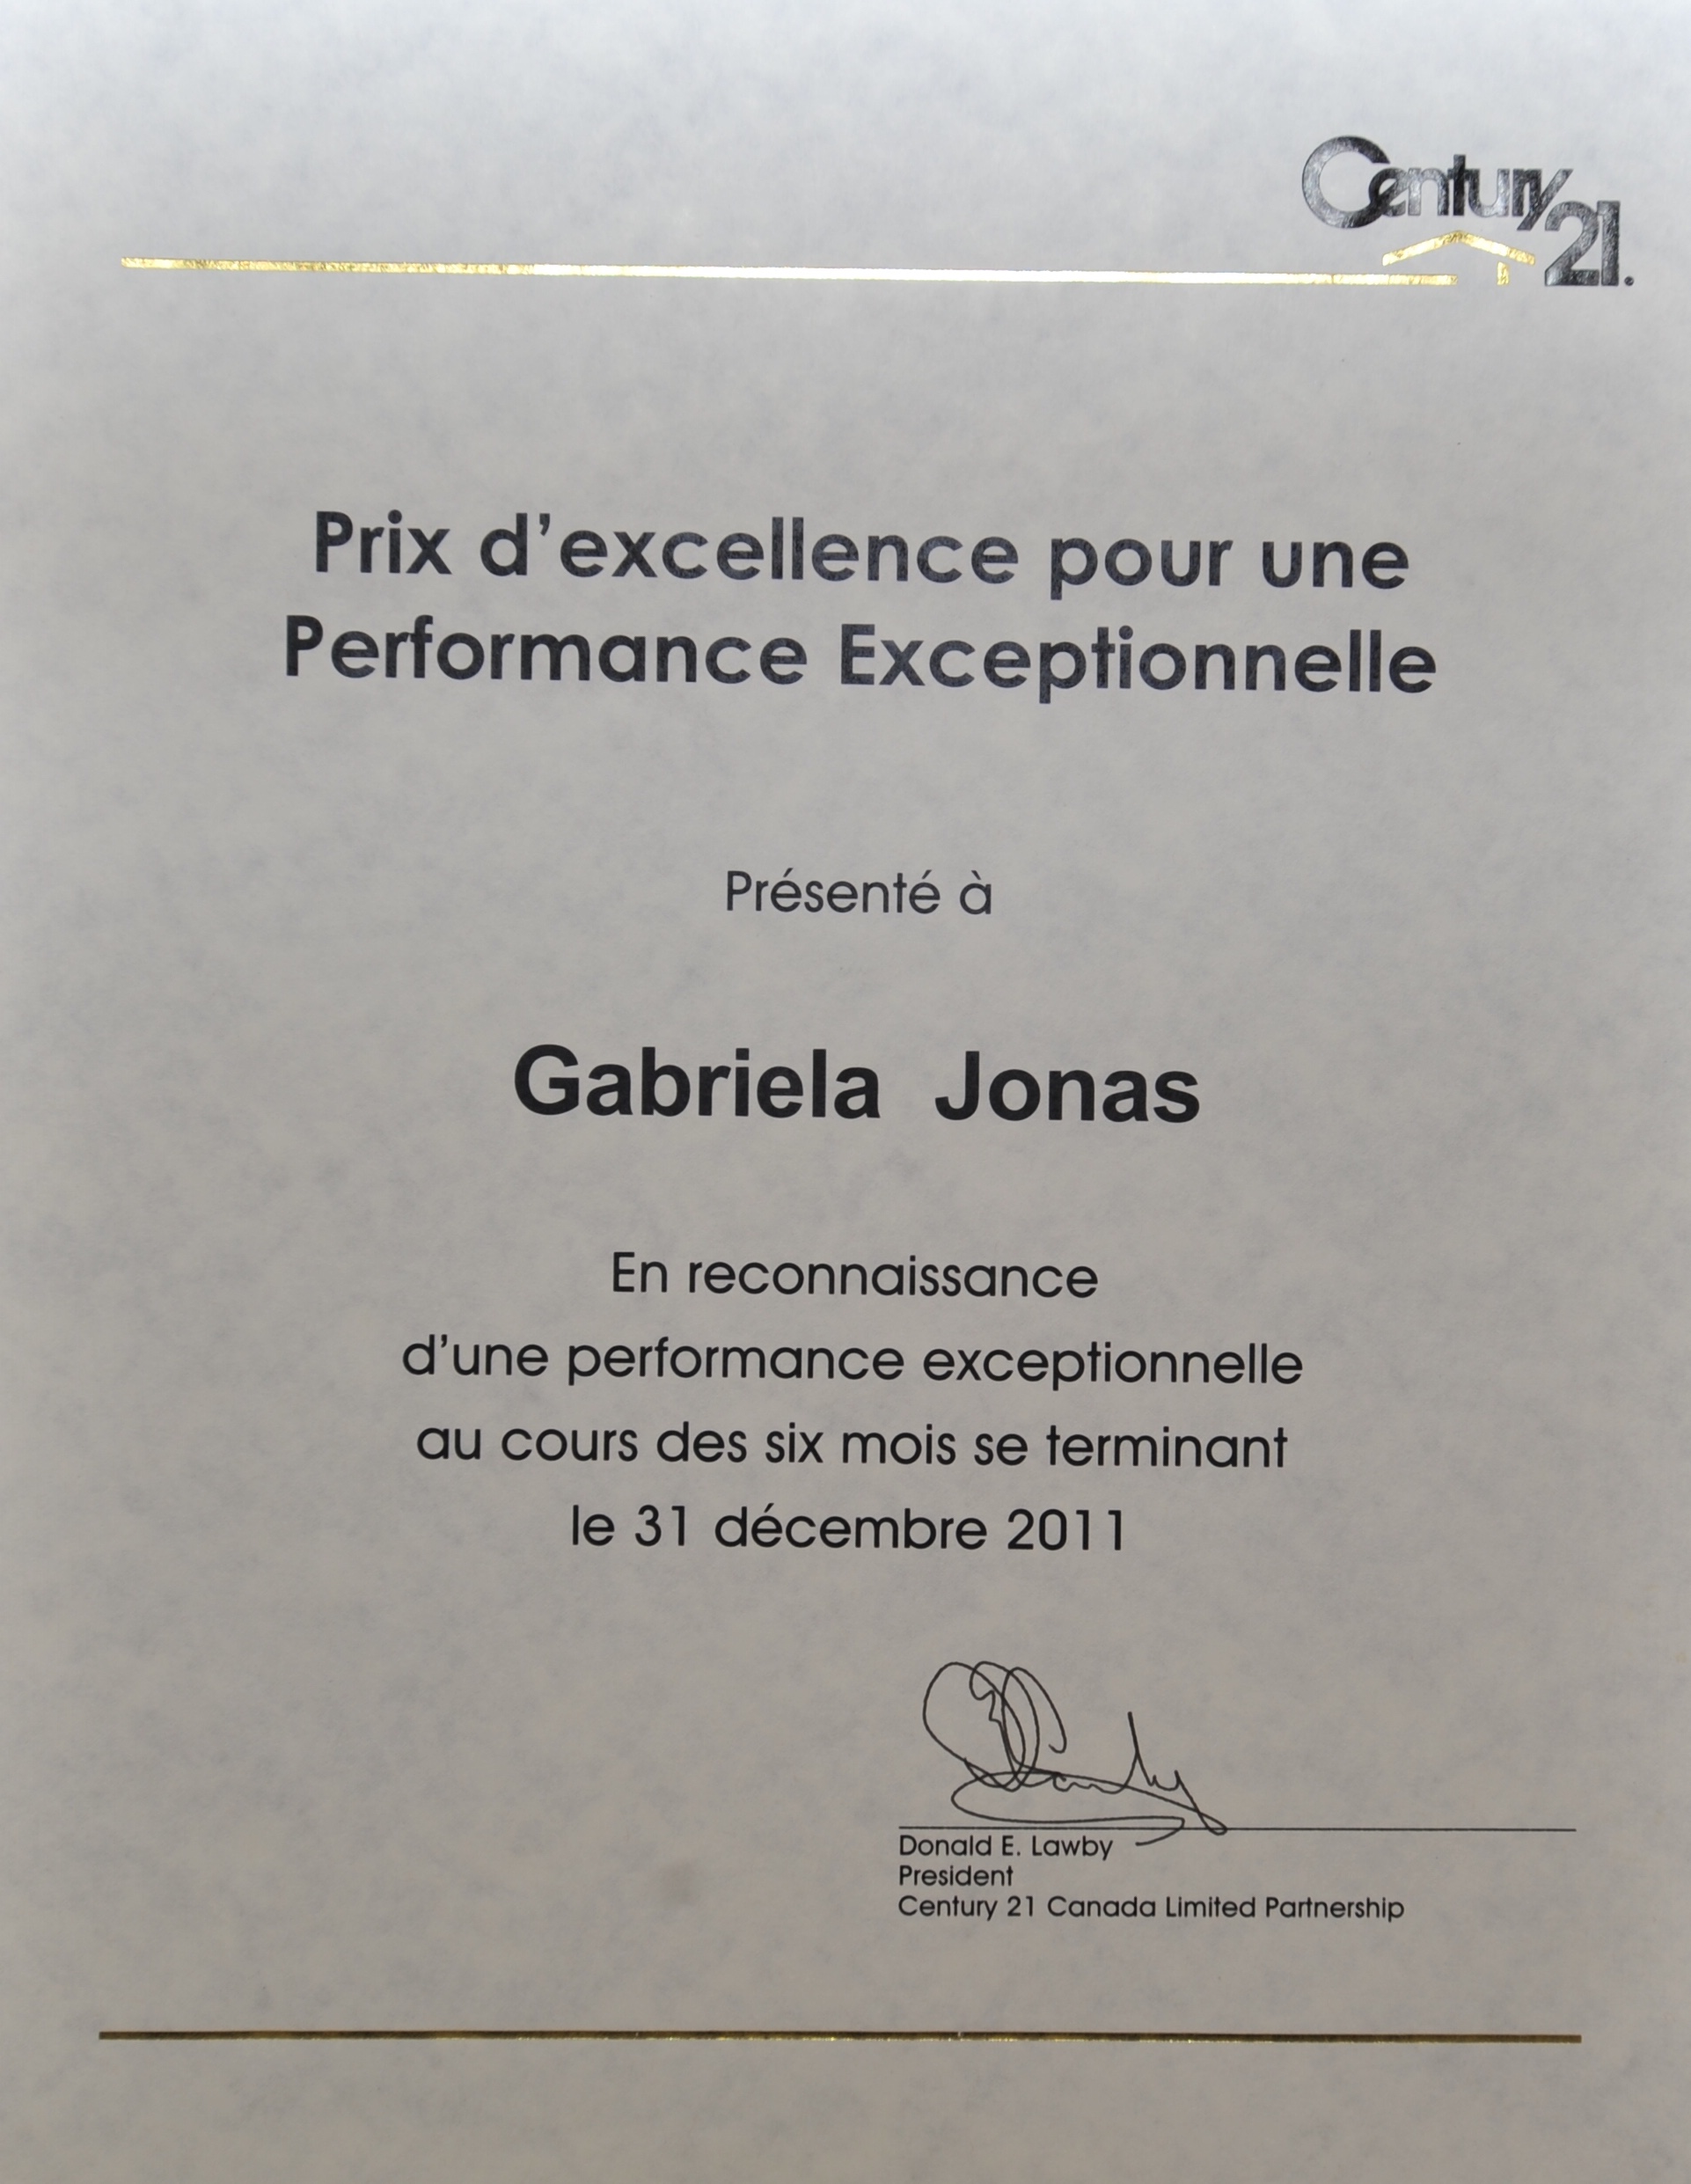 Century 21.
Prix d'excellence pour une
Performance Exceptionnelle
Présenté à
Gabriela Jonas
En reconnaissance
d'une performance exceptionnelle
au cours des six mois se terminant
le 31 décembre 2011
Donald E. Lawby
President
Century 21 Canada Limited Partnership